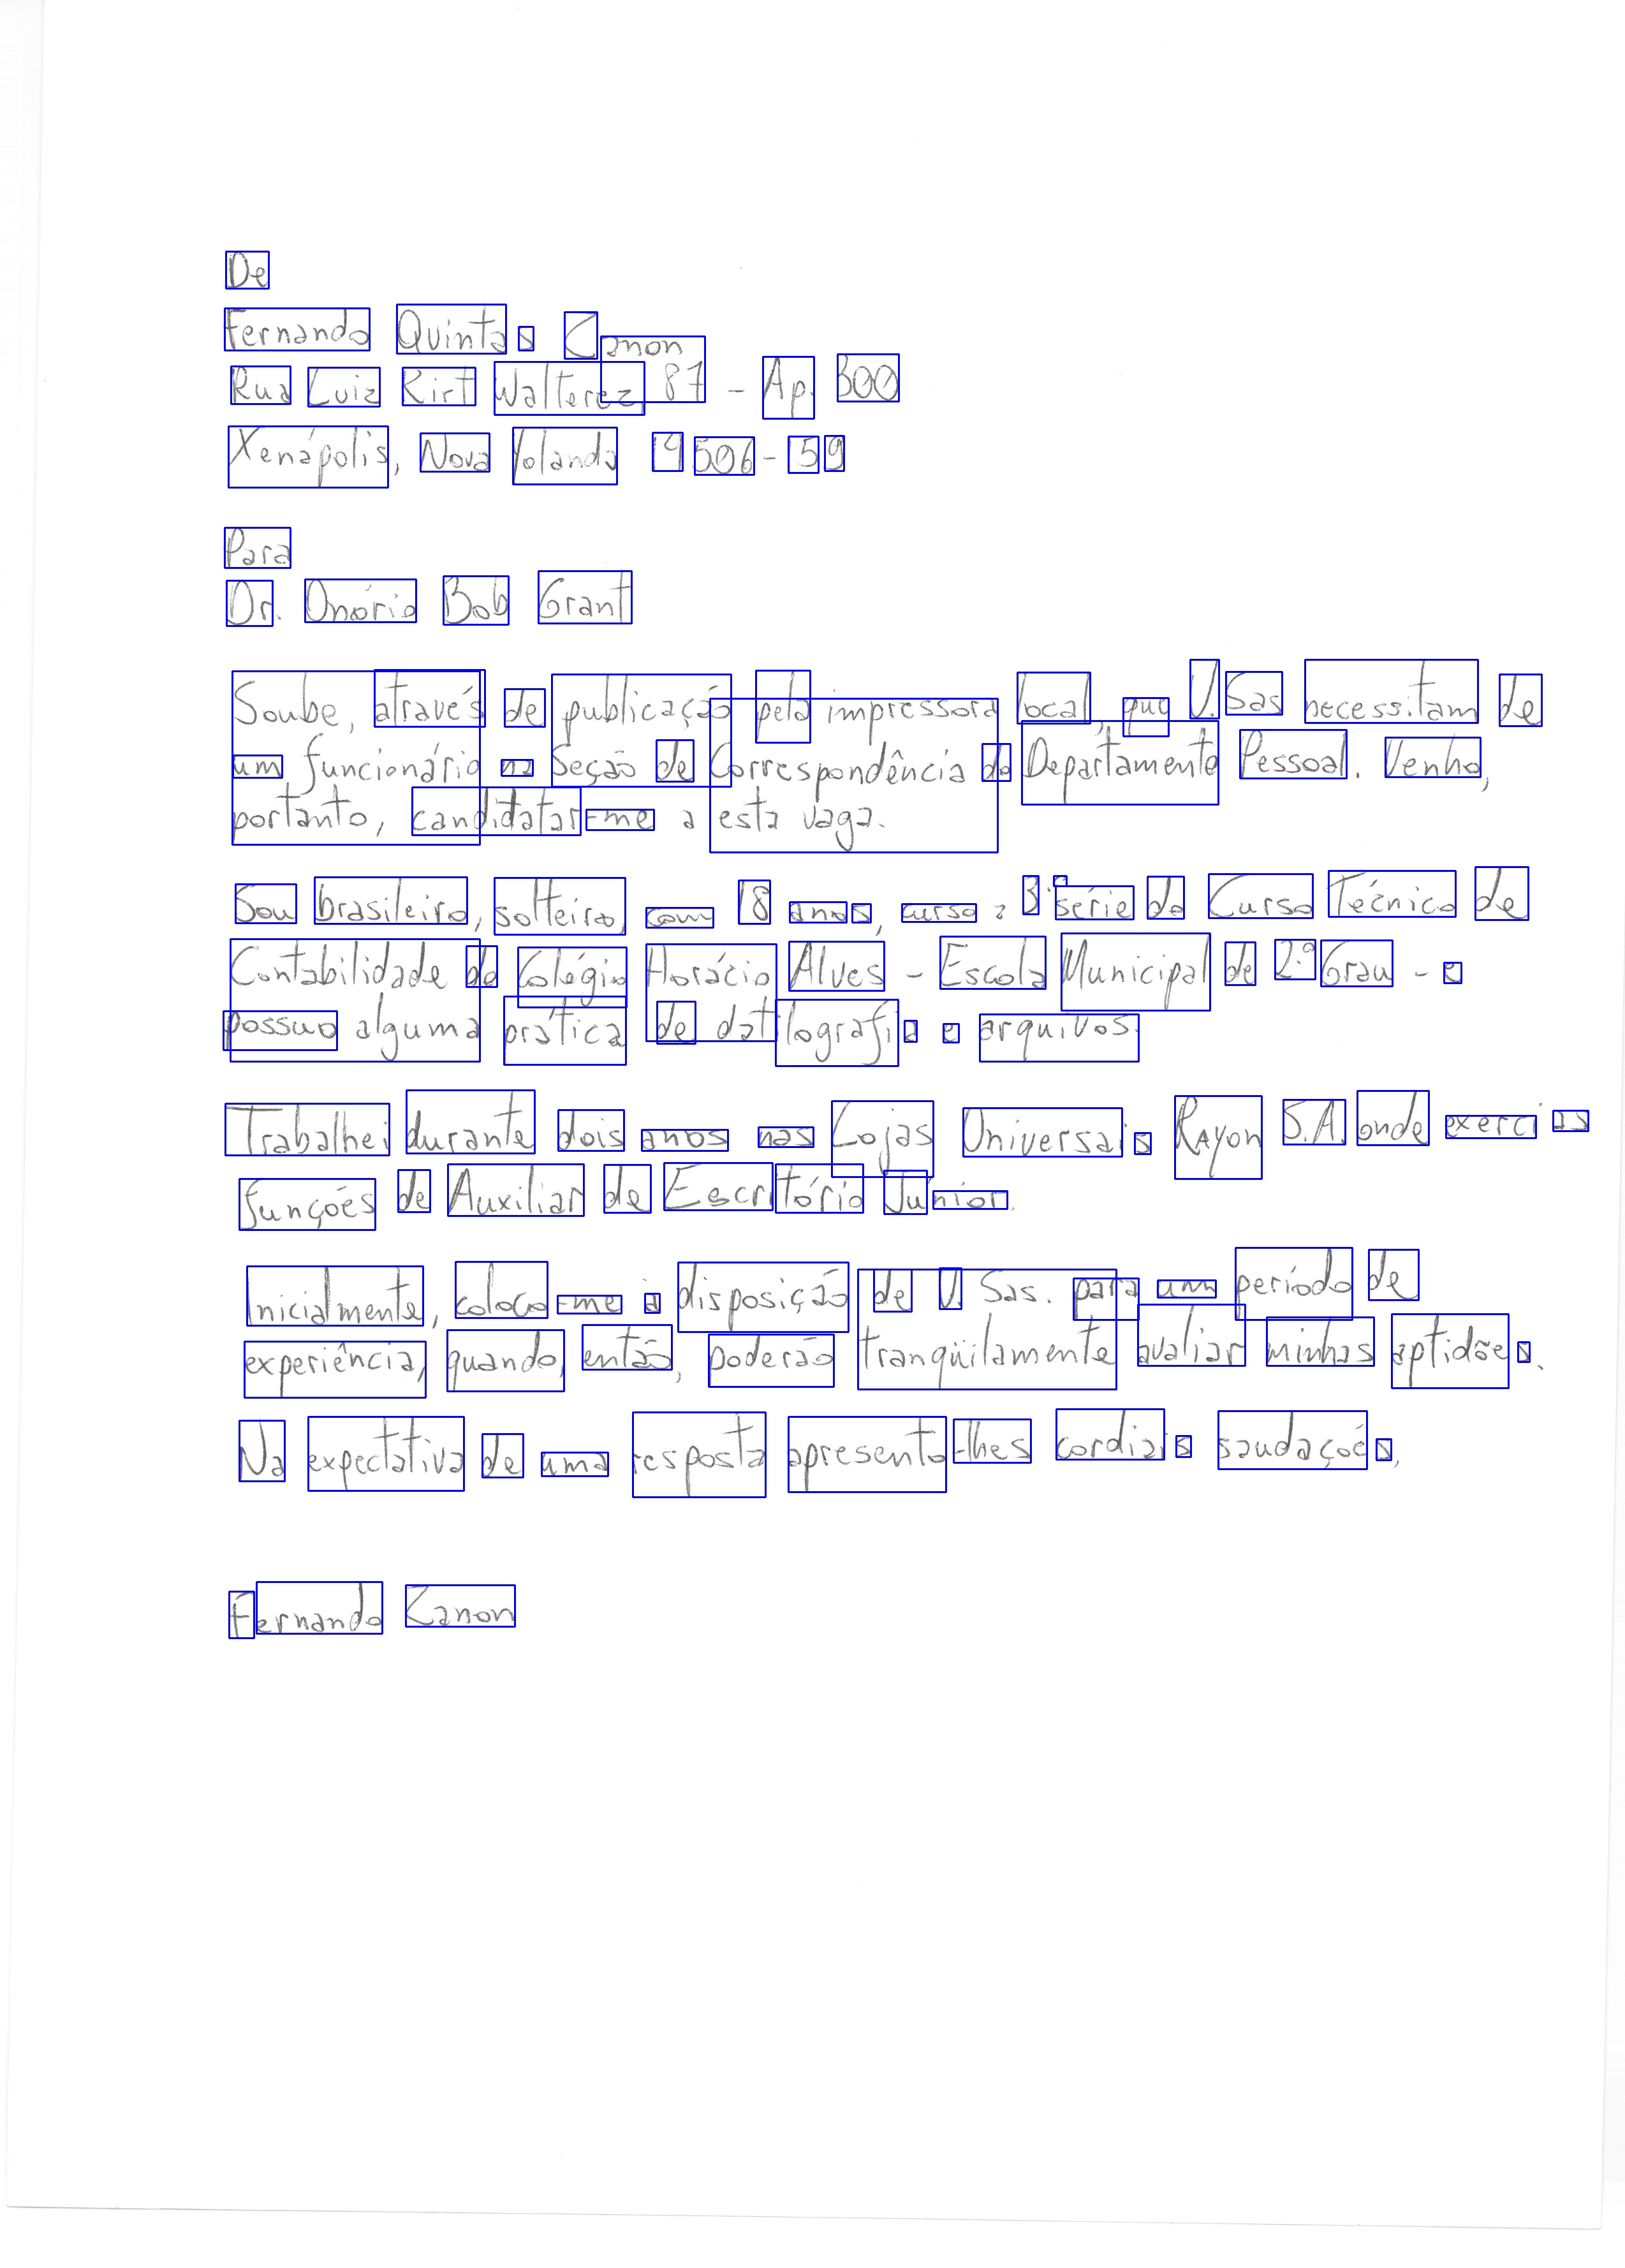 De
Fernando Quintas Zanon
Rua Luiz Kirt Walterez, 87 - Ap. 300
Xenápolis, Nova Yolanda 19506-59
Para
Dr. Onório Bob Grant
Soube, através de publicação pela impressora local, que V. Sas necessitam de
um funcionário na Seção de Correspondência do Departamento Pessoal. Venho,
portanto, candidatar-me a esta vaga.
Sou brasileiro, solteiro, com 18 anos, curso a 3ª série do Curso Técnico de
Contabilidade do Colégio Horácio Alves - Escola Municipal de 2º Grau - e
possuo alguma prática de datilografia e arquivos.
Trabalhei durante dois anos nas Lojas Universais Rayon S.A. onde exerci as
funções de Auxiliar de Escritório Júnior.
Inicialmente, coloco-me à disposição de V. Sas. para um período de
experiência, quando, então, poderão tranqüilamente avaliar minhas aptidões.
Na expectativa de uma resposta apresento-lhes cordiais saudações,
Fernando Zanon